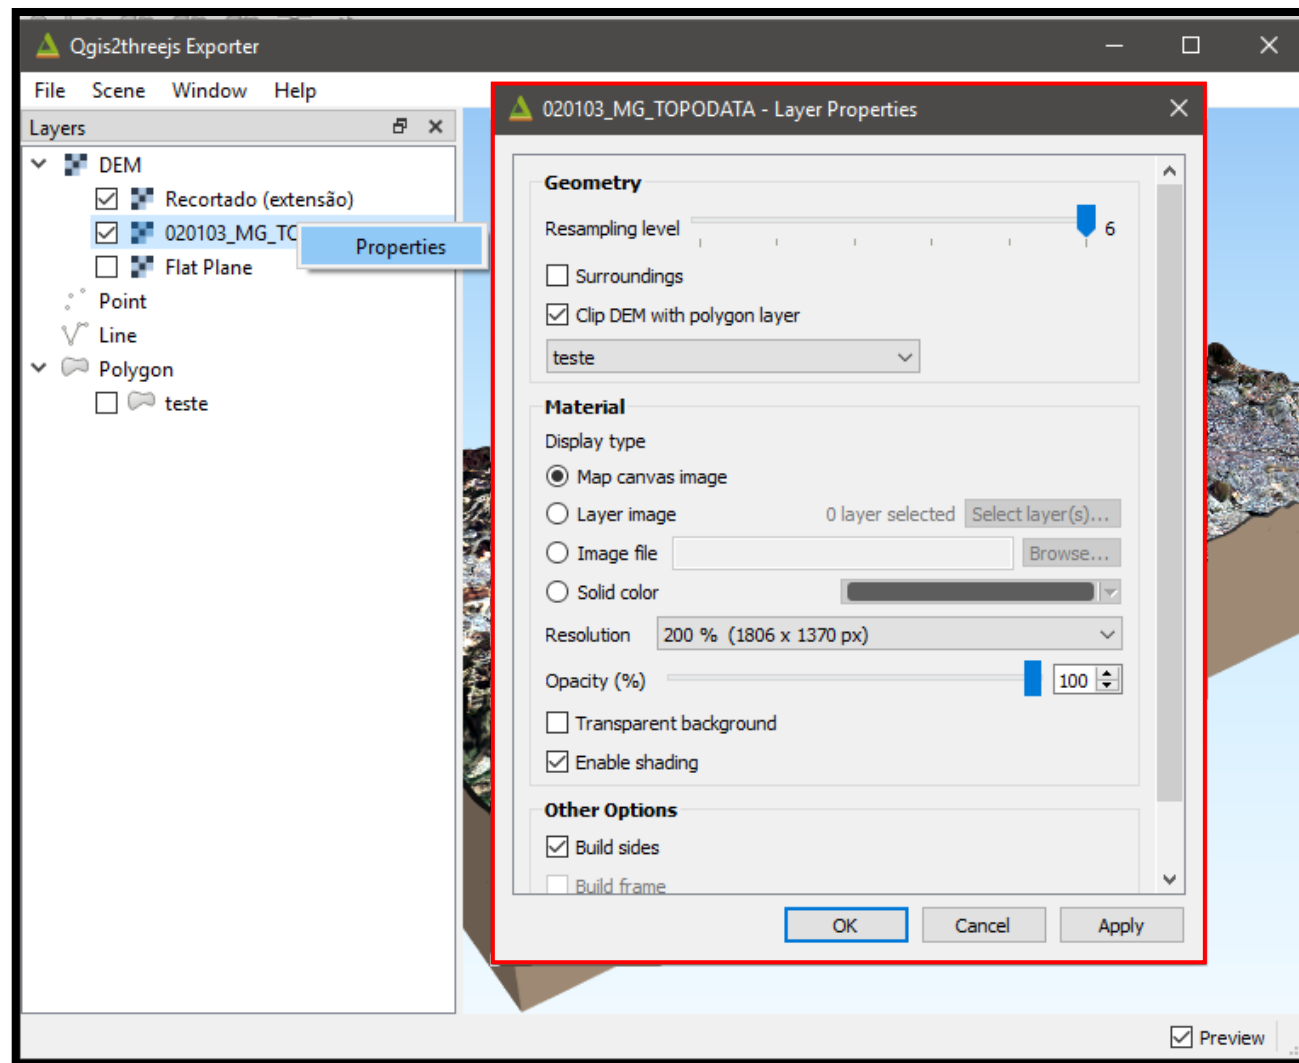 Qgis2threejs Exporter
File Scene Window Help
Layers
DEM
Recortado (extensão)
020103_MG_TO
Properties
Flat Plane
Point
Line
Polygon
teste
020103_MG_TOPODATA - Layer Properties
Geometry
Resampling level 6
Surroundings
Clip DEM with polygon layer
teste
Material
Display type
Map canvas image
Layer image 0 layer selected Select layer(s)...
Image file Browse...
Solid color
Resolution 200 % (1806 x 1370 px)
Opacity (%) 100
Transparent background
Enable shading
Other Options
Build sides
Build frame
OK Cancel Apply
Preview